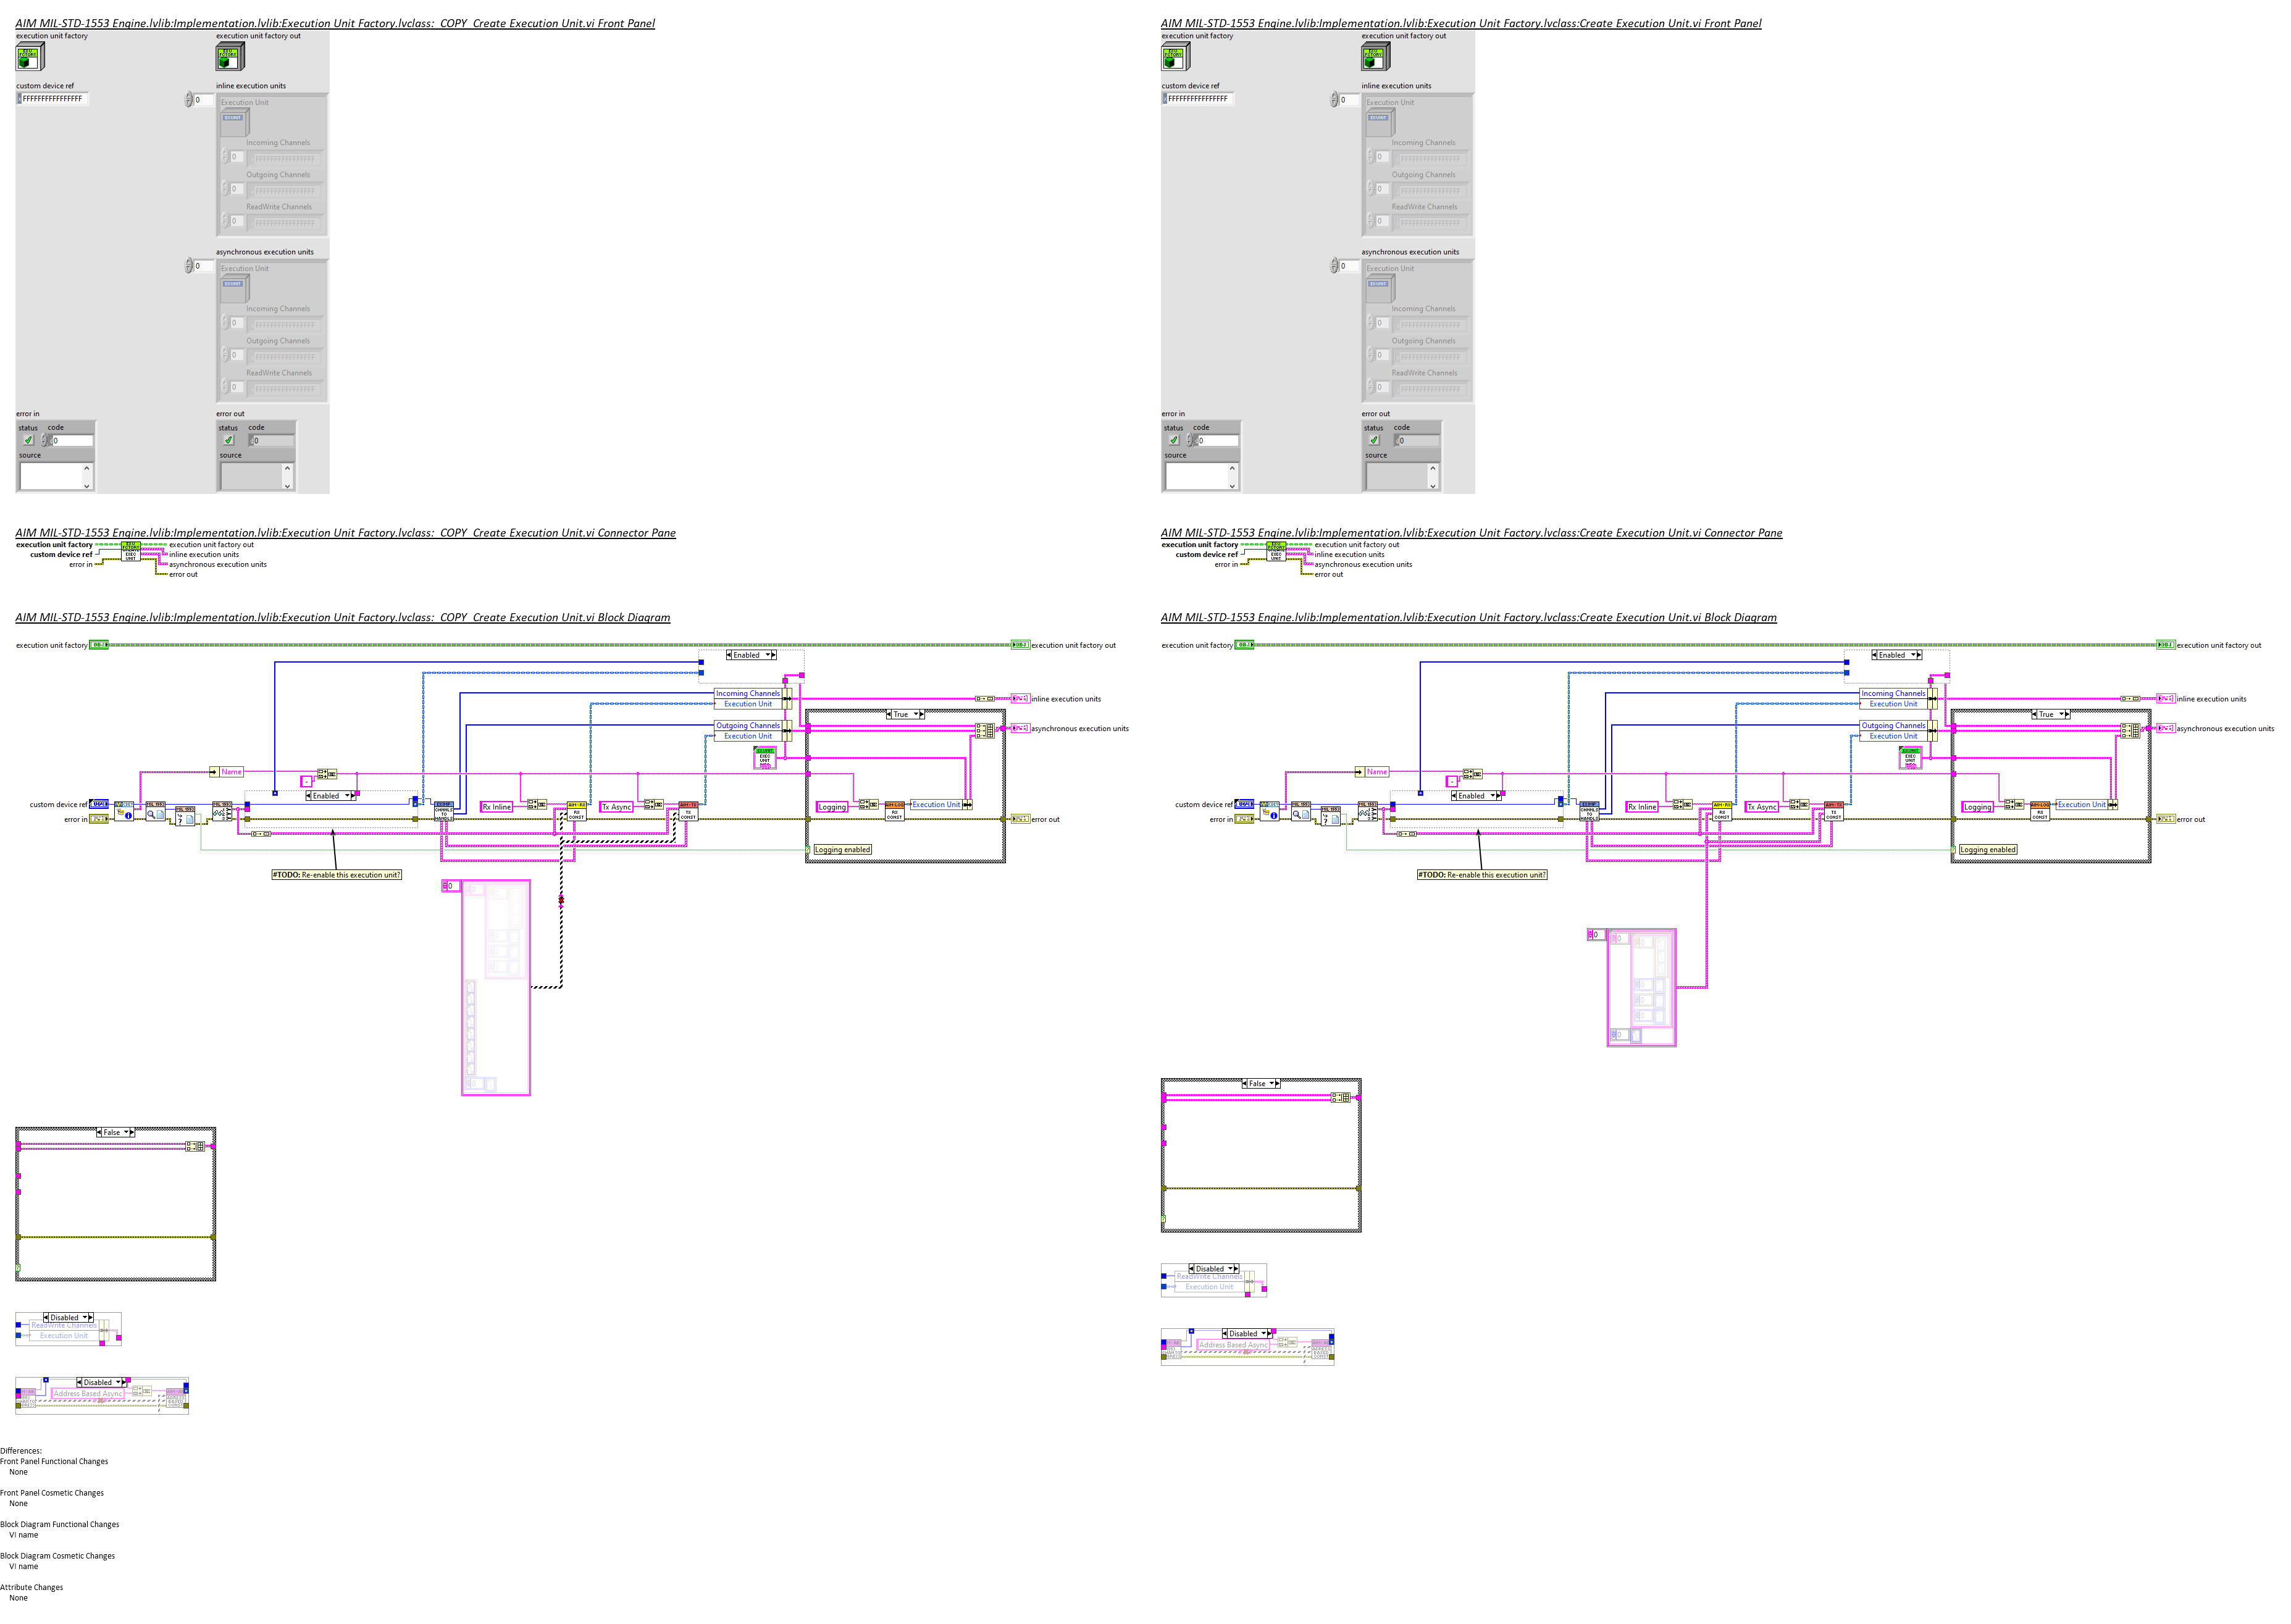 AIM MIL-STD-1553 Engine.lvlib:Implementation.lvlib:Execution Unit Factory.lvclass:_COPY_Create Execution Unit.vi Front Panel
execution unit factory
execution unit factory out
custom device ref
FFFFFFFFFFFFFFFF
inline execution units
0
Execution Unit
Incoming Channels
0
FFFFFFFFFFFFFFFF
Outgoing Channels
0
FFFFFFFFFFFFFFFF
ReadWrite Channels
0
FFFFFFFFFFFFFFFF
asynchronous execution units
0
Execution Unit
Incoming Channels
0
FFFFFFFFFFFFFFFF
Outgoing Channels
0
FFFFFFFFFFFFFFFF
ReadWrite Channels
0
FFFFFFFFFFFFFFFF
error in
status code
0
source
error out
status code
0
source
AIM MIL-STD-1553 Engine.lvlib:Implementation.lvlib:Execution Unit Factory.lvclass:_COPY_Create Execution Unit.vi Connector Pane
execution unit factory
custom device ref
error in
execution unit factory out
inline execution units
asynchronous execution units
error out
AIM MIL-STD-1553 Engine.lvlib:Implementation.lvlib:Execution Unit Factory.lvclass:_COPY_Create Execution Unit.vi Block Diagram
execution unit factory
execution unit factory out
Enabled
Incoming Channels
Execution Unit
inline execution units
True
Outgoing Channels
Execution Unit
asynchronous execution units
Name
-
Enabled
custom device ref
Rx Inline
Tx Async
Logging
Execution Unit
error in
error out
Logging enabled
#TODO: Re-enable this execution unit?
0
False
Disabled
ReadWrite Channels
Execution Unit
Disabled
Address Based Async
Differences:
Front Panel Functional Changes
None
Front Panel Cosmetic Changes
None
Block Diagram Functional Changes
VI name
Block Diagram Cosmetic Changes
VI name
Attribute Changes
None
AIM MIL-STD-1553 Engine.lvlib:Implementation.lvlib:Execution Unit Factory.lvclass:Create Execution Unit.vi Front Panel
execution unit factory
execution unit factory out
custom device ref
FFFFFFFFFFFFFFFF
inline execution units
0
Execution Unit
Incoming Channels
0
FFFFFFFFFFFFFFFF
Outgoing Channels
0
FFFFFFFFFFFFFFFF
ReadWrite Channels
0
FFFFFFFFFFFFFFFF
asynchronous execution units
0
Execution Unit
Incoming Channels
0
FFFFFFFFFFFFFFFF
Outgoing Channels
0
FFFFFFFFFFFFFFFF
ReadWrite Channels
0
FFFFFFFFFFFFFFFF
error in
status code
0
source
error out
status code
0
source
AIM MIL-STD-1553 Engine.lvlib:Implementation.lvlib:Execution Unit Factory.lvclass:Create Execution Unit.vi Connector Pane
execution unit factory
custom device ref
error in
execution unit factory out
inline execution units
asynchronous execution units
error out
AIM MIL-STD-1553 Engine.lvlib:Implementation.lvlib:Execution Unit Factory.lvclass:Create Execution Unit.vi Block Diagram
execution unit factory
execution unit factory out
Enabled
Incoming Channels
Execution Unit
inline execution units
True
Outgoing Channels
Execution Unit
asynchronous execution units
Name
-
Enabled
custom device ref
Rx Inline
Tx Async
Logging
Execution Unit
error in
error out
Logging enabled
#TODO: Re-enable this execution unit?
0
False
Disabled
ReadWrite Channels
Execution Unit
Disabled
Address Based Async